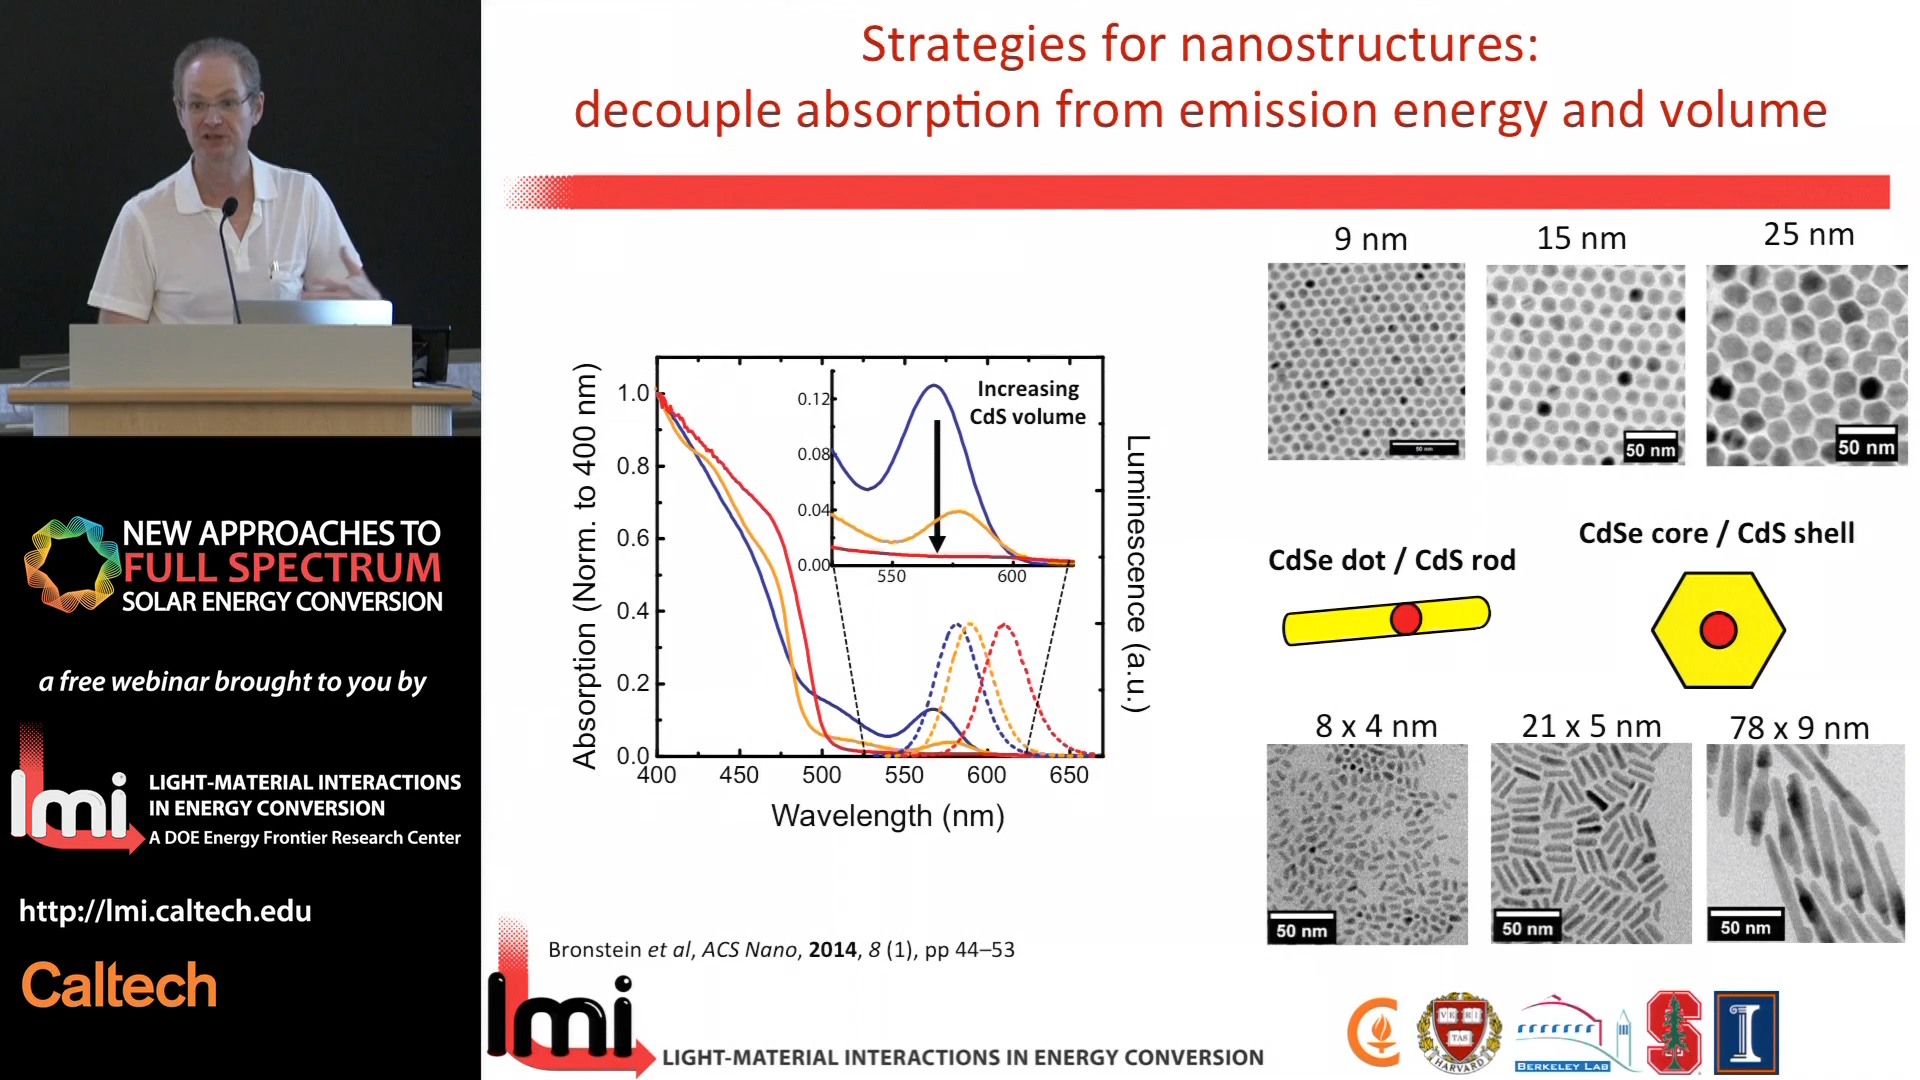 Strategies for nanostructures:
decouple absorption from emission energy and volume
NEW APPROACHES TO
FULL SPECTRUM
SOLAR ENERGY CONVERSION
a free webinar brought to you by
lmi
LIGHT-MATERIAL INTERACTIONS
IN ENERGY CONVERSION
A DOE Energy Frontier Research Center
http://lmi.caltech.edu
Caltech
Absorption (Norm. to 400 nm)
1.0
0.8
0.6
0.4
0.2
0.0
400
450
500
550
600
650
Wavelength (nm)
Luminescence (a.u.)
0.12
0.08
0.04
0.00
550
600
Increasing
CdS volume
9 nm
15 nm
25 nm
50 nm
50 nm
50 nm
CdSe dot / CdS rod
CdSe core / CdS shell
8 x 4 nm
21 x 5 nm
78 x 9 nm
50 nm
50 nm
50 nm
Bronstein et al, ACS Nano, 2014, 8 (1), pp 44–53
lmi
LIGHT-MATERIAL INTERACTIONS IN ENERGY CONVERSION
VE RI
TAS
HARVARD
BERKELEY LAB